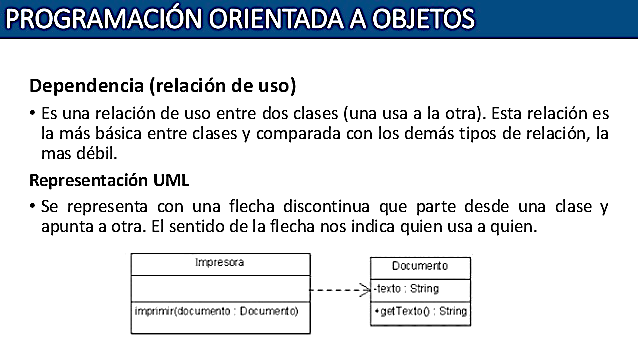 PROGRAMACIÓN ORIENTADA A OBJETOS
Dependencia (relación de uso)
• Es una relación de uso entre dos clases (una usa a la otra). Esta relación es
la más básica entre clases y comparada con los demás tipos de relación, la
mas débil.
Representación UML
• Se representa con una flecha discontinua que parte desde una clase y
apunta a otra. El sentido de la flecha nos indica quien usa a quien.
Impresora
imprimir(documento : Documento)
Documento
-texto : String
+getTexto() : String